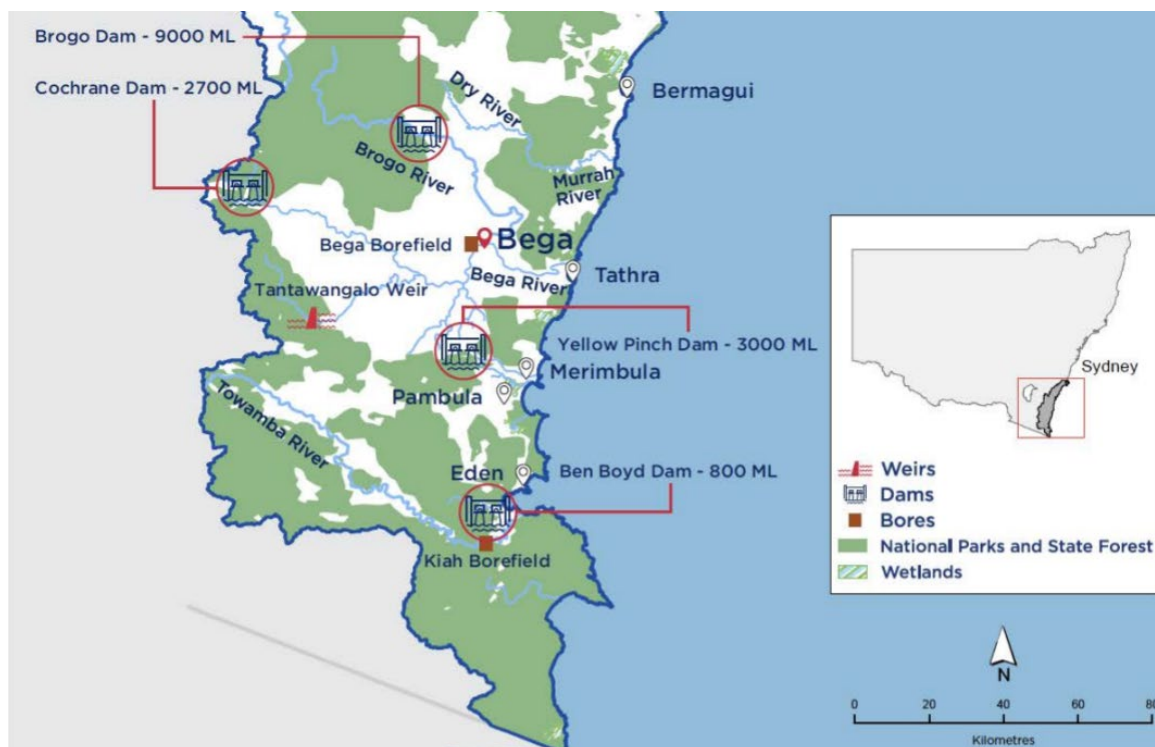 Brogo Dam - 9000 ML
Cochrane Dam - 2700 ML
Dry River
Bermagui
Brogo River
Murrah River
Bega Borefield
Bega
Bega River
Tathra
Tantawangalo Weir
Yellow Pinch Dam - 3000 ML
Merimbula
Pambula
Towamba River
Eden
Ben Boyd Dam - 800 ML
Kiah Borefield
Sydney
Weirs
Dams
Bores
National Parks and State Forest
Wetlands
N
0 20 40 60 80
Kilometres